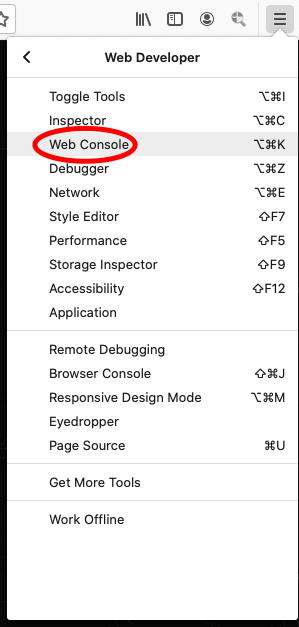 Web Developer
Toggle Tools ⌥⌘I
Inspector ⌥⌘C
Web Console ⌥⌘K
Debugger ⌥⌘Z
Network ⌥⌘E
Style Editor ⇧F7
Performance ⇧F5
Storage Inspector ⇧F9
Accessibility ⇧F12
Application
Remote Debugging
Browser Console ⇧⌘J
Responsive Design Mode ⌥⌘M
Eyedropper
Page Source ⌘U
Get More Tools
Work Offline